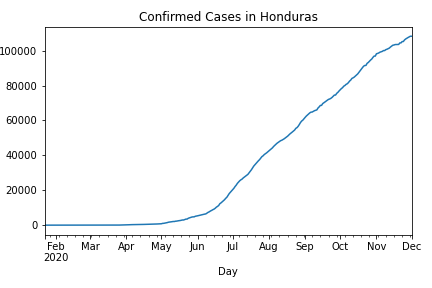 Confirmed Cases in Honduras
100000
80000
60000
40000
20000
0
Feb Mar Apr May Jun Jul Aug Sep Oct Nov Dec
2020
Day